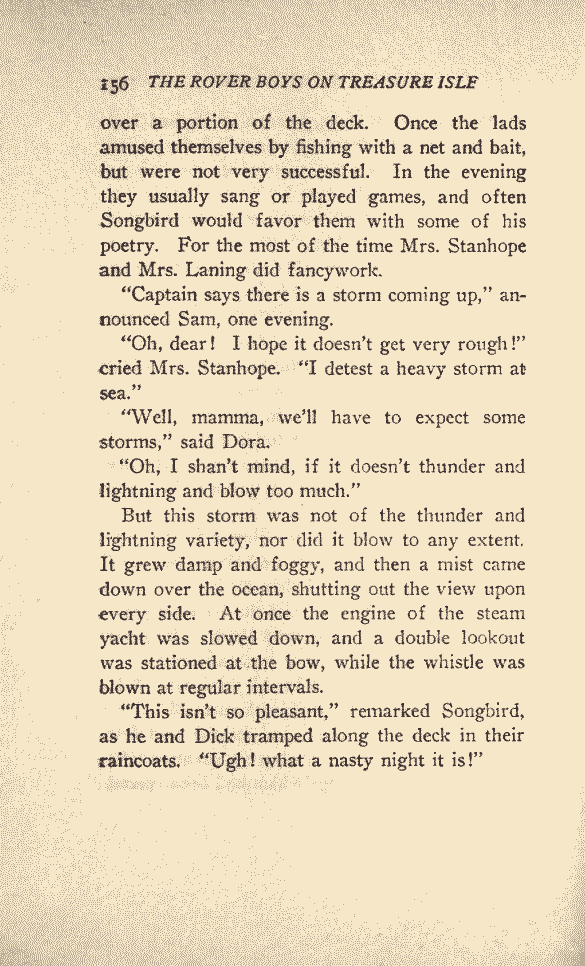 156 THE ROVER BOYS ON TREASURE ISLE
over a portion of the deck. Once the lads
amused themselves by fishing with a net and bait,
but were not very successful. In the evening
they usually sang or played games, and often
Songbird would favor them with some of his
poetry. For the most of the time Mrs. Stanhope
and Mrs. Laning did fancywork.
“Captain says there is a storm coming up,” an-
nounced Sam, one evening.
“Oh, dear! I hope it doesn’t get very rough!”
cried Mrs. Stanhope. “I detest a heavy storm at
sea.”
“Well, mamma, we’ll have to expect some
storms,” said Dora.
“Oh, I shan’t mind, if it doesn’t thunder and
lightning and blow too much.”
But this storm was not of the thunder and
lightning variety, nor did it blow to any extent.
It grew damp and foggy, and then a mist came
down over the ocean, shutting out the view upon
every side. At once the engine of the steam
yacht was slowed down, and a double lookout
was stationed at the bow, while the whistle was
blown at regular intervals.
“This isn’t so pleasant,” remarked Songbird,
as he and Dick tramped along the deck in their
raincoats. “Ugh! what a nasty night it is!”